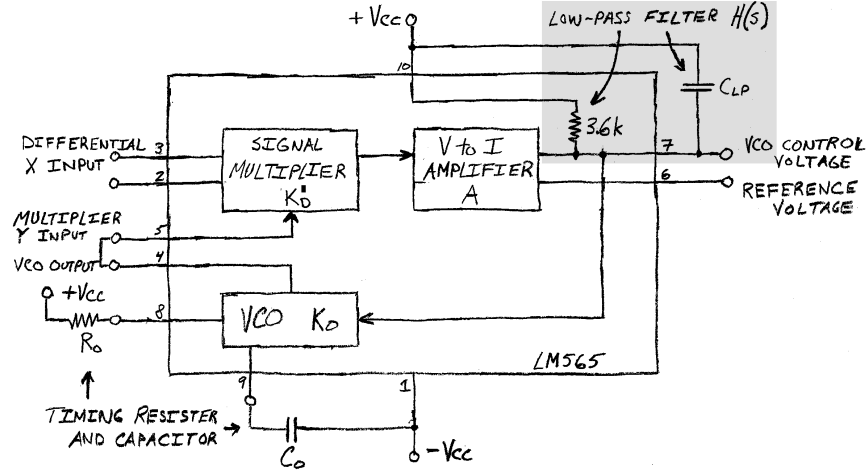 +Vcc
LOW-PASS FILTER H(s)
10
CLP
3.6k
DIFFERENTIAL
X INPUT
3
2
SIGNAL
MULTIPLIER
KD'
V to I
AMPLIFIER
A
7
VCO CONTROL
VOLTAGE
6
REFERENCE
VOLTAGE
MULTIPLIER
Y INPUT
5
VCO OUTPUT
4
+Vcc
8
Ro
VCO Ko
LM565
9
1
TIMING RESISTER
AND CAPACITOR
Co
-Vcc